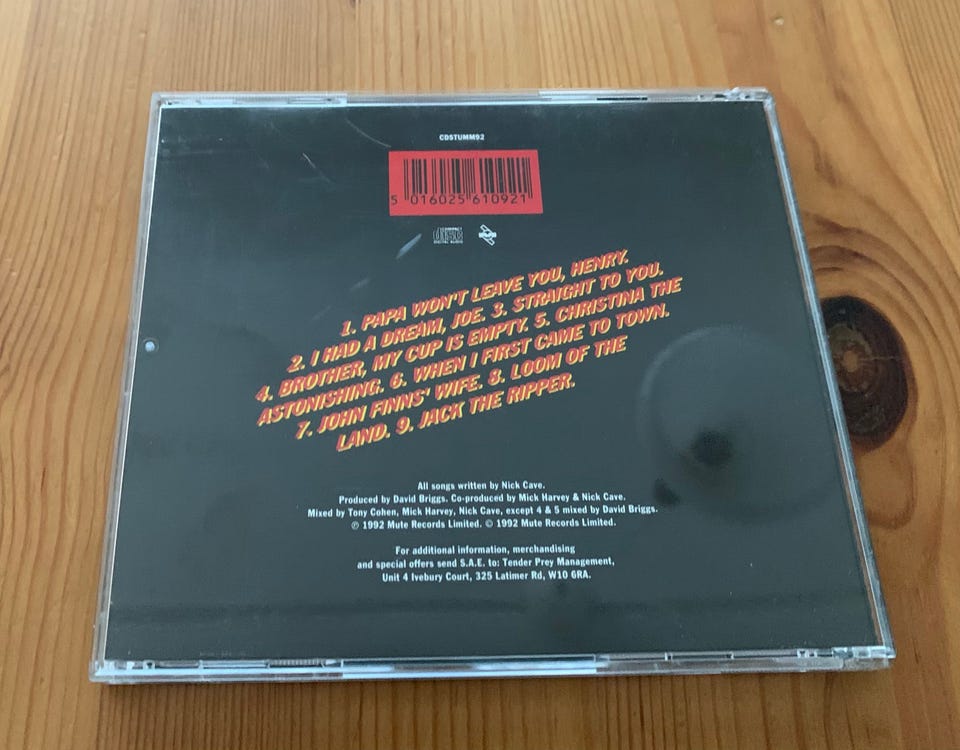 CDSTUMM92
5 016025 610921
COMPACT
disc
DIGITAL AUDIO
1. PAPA WON'T LEAVE YOU, HENRY.
2. I HAD A DREAM, JOE. 3. STRAIGHT TO YOU.
4. BROTHER, MY CUP IS EMPTY. 5. CHRISTINA THE
ASTONISHING. 6. WHEN I FIRST CAME TO TOWN.
7. JOHN FINNS' WIFE. 8. LOOM OF THE
LAND. 9. JACK THE RIPPER.
All songs written by Nick Cave.
Produced by David Briggs. Co-produced by Mick Harvey & Nick Cave.
Mixed by Tony Cohen, Mick Harvey, Nick Cave, except 4 & 5 mixed by David Briggs.
℗ 1992 Mute Records Limited. © 1992 Mute Records Limited.
For additional information, merchandising
and special offers send S.A.E. to: Tender Prey Management,
Unit 4 Ivebury Court, 325 Latimer Rd, W10 6RA.